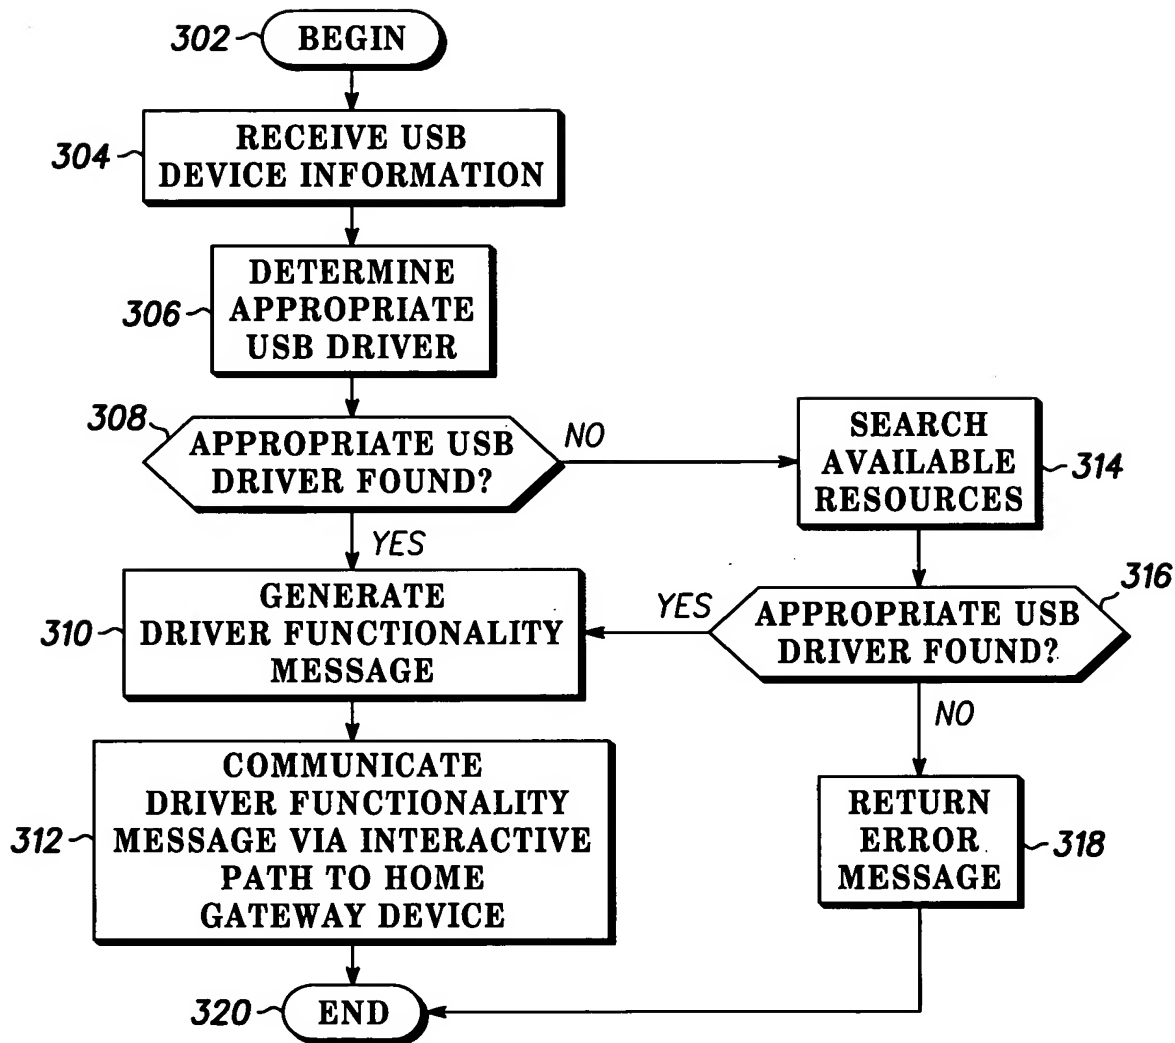 302
BEGIN
304
RECEIVE USB
DEVICE INFORMATION
306
DETERMINE
APPROPRIATE
USB DRIVER
308
APPROPRIATE USB
DRIVER FOUND?
NO
YES
SEARCH
AVAILABLE
RESOURCES
314
316
APPROPRIATE USB
DRIVER FOUND?
YES
NO
310
GENERATE
DRIVER FUNCTIONALITY
MESSAGE
312
COMMUNICATE
DRIVER FUNCTIONALITY
MESSAGE VIA INTERACTIVE
PATH TO HOME
GATEWAY DEVICE
RETURN
ERROR
MESSAGE
318
320
END